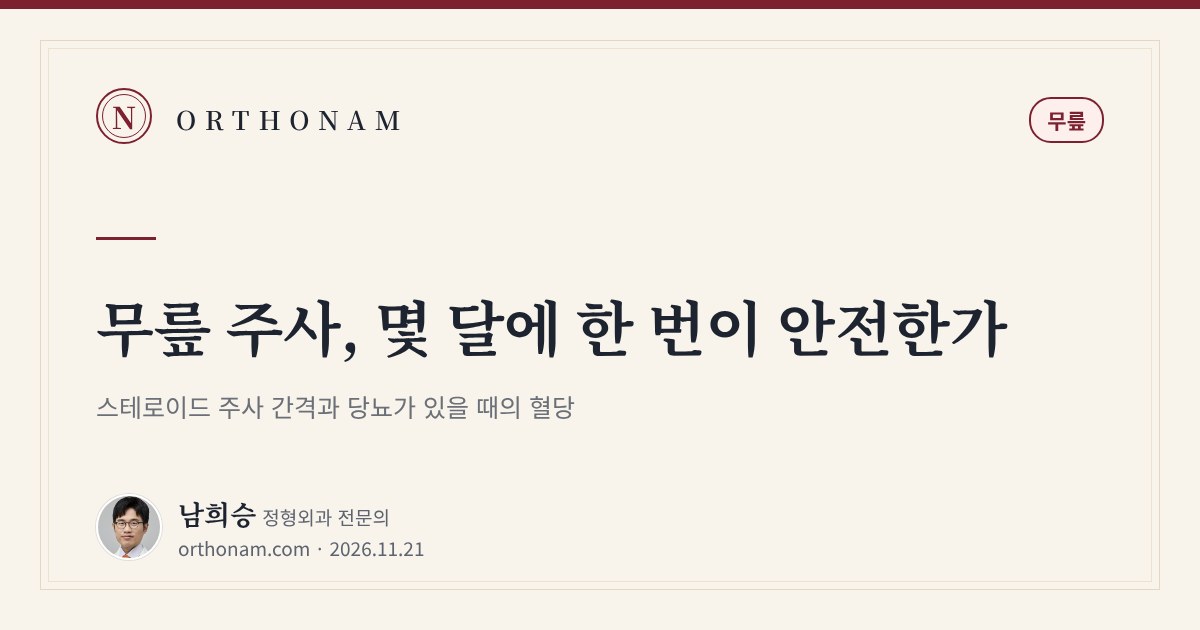 N ORTHONAM
무릎
무릎 주사, 몇 달에 한 번이 안전한가
스테로이드 주사 간격과 당뇨가 있을 때의 혈당
남희승 정형외과 전문의
orthonam.com · 2026.11.21